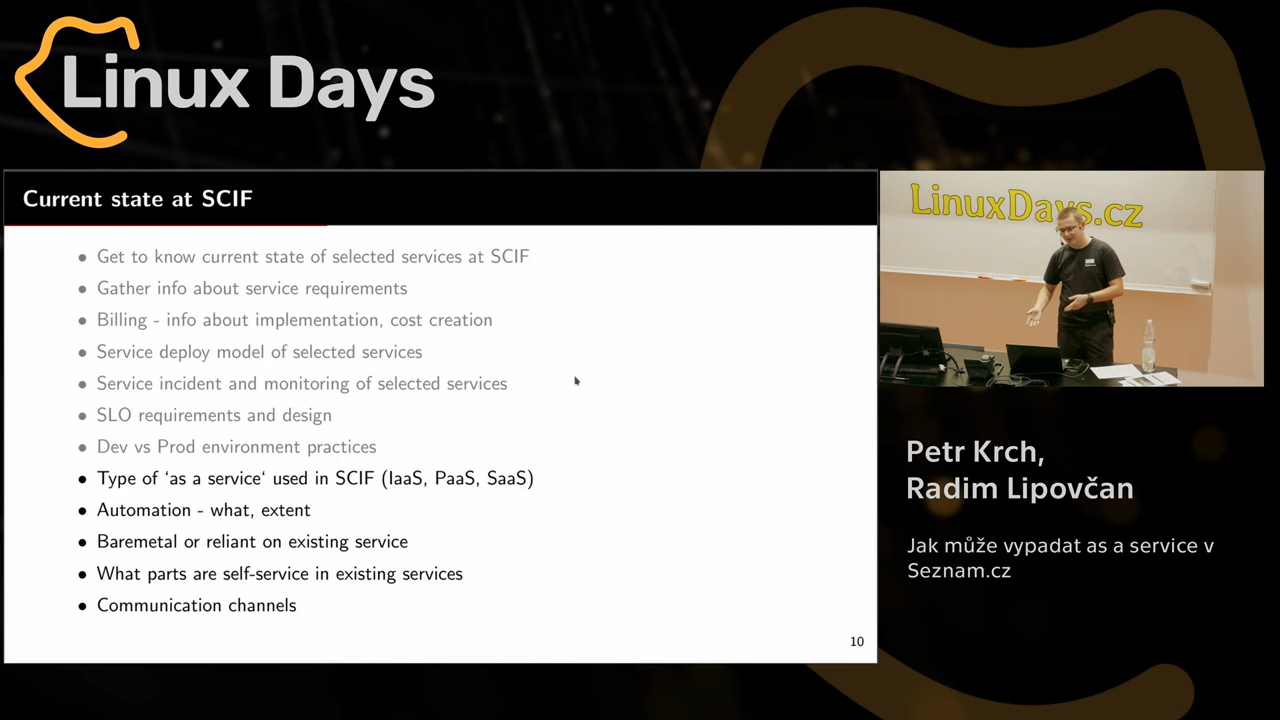 Linux Days
Current state at SCIF
• Get to know current state of selected services at SCIF
• Gather info about service requirements
• Billing - info about implementation, cost creation
• Service deploy model of selected services
• Service incident and monitoring of selected services
• SLO requirements and design
• Dev vs Prod environment practices
• Type of ‘as a service‘ used in SCIF (IaaS, PaaS, SaaS)
• Automation - what, extent
• Baremetal or reliant on existing service
• What parts are self-service in existing services
• Communication channels
10
LinuxDays.cz
Petr Krch,
Radim Lipovčan
Jak může vypadat as a service v
Seznam.cz